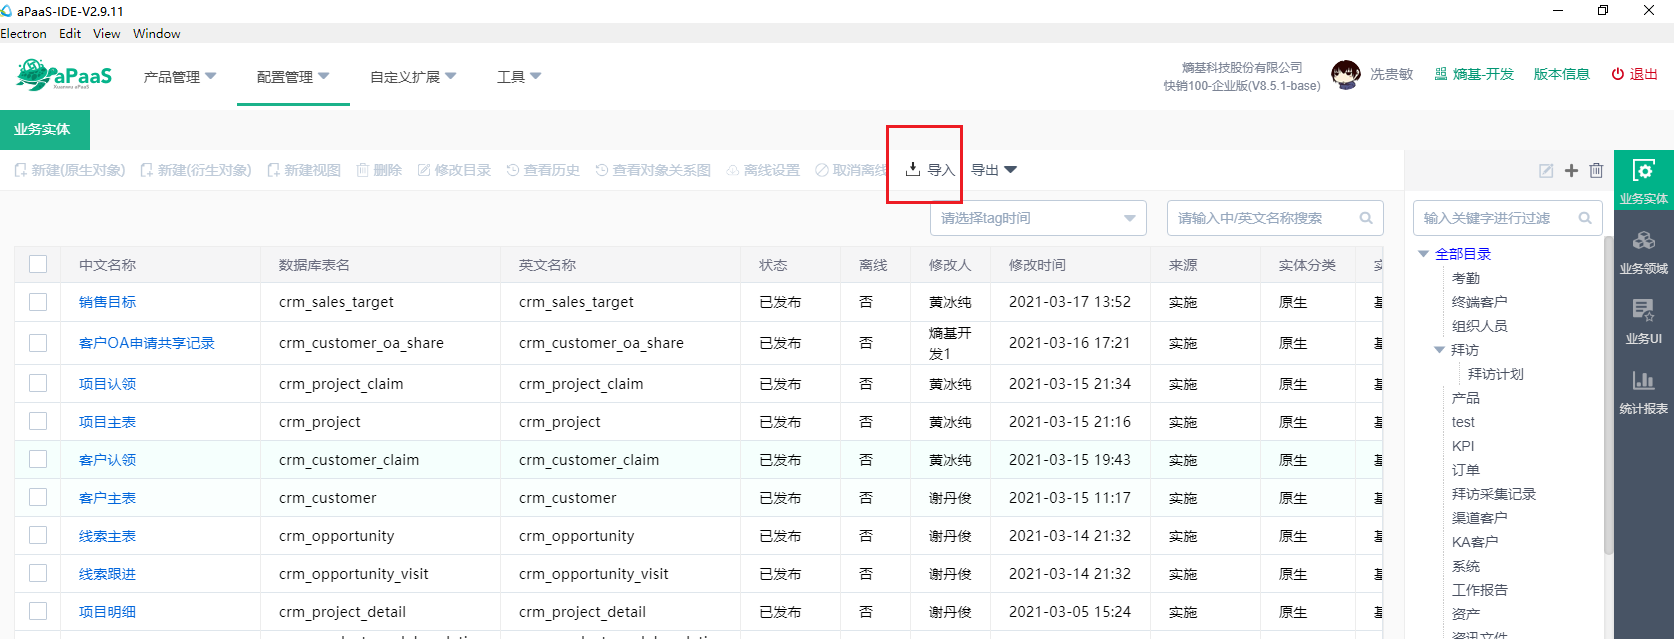 aPaaS-IDE-V2.9.11
Electron Edit View Window
aPaaS
Xuanwu aPaaS
产品管理 配置管理 自定义扩展 工具
熵基科技股份有限公司
快销100-企业版(V8.5.1-base)
冼贵敏 熵基-开发 版本信息 退出
业务实体
新建(原生对象) 新建(衍生对象) 新建视图 删除 修改目录 查看历史 查看对象关系图 离线设置 取消离线 导入 导出
请选择tag时间 请输入中/英文名称搜索
中文名称 数据库表名 英文名称 状态 离线 修改人 修改时间 来源 实体分类
销售目标 crm_sales_target crm_sales_target 已发布 否 黄冰纯 2021-03-17 13:52 实施 原生
客户OA申请共享记录 crm_customer_oa_share crm_customer_oa_share 已发布 否 熵基开发1 2021-03-16 17:21 实施 原生
项目认领 crm_project_claim crm_project_claim 已发布 否 黄冰纯 2021-03-15 21:34 实施 原生
项目主表 crm_project crm_project 已发布 否 黄冰纯 2021-03-15 21:16 实施 原生
客户认领 crm_customer_claim crm_customer_claim 已发布 否 黄冰纯 2021-03-15 19:43 实施 原生
客户主表 crm_customer crm_customer 已发布 否 谢丹俊 2021-03-15 11:17 实施 原生
线索主表 crm_opportunity crm_opportunity 已发布 否 谢丹俊 2021-03-14 21:32 实施 原生
线索跟进 crm_opportunity_visit crm_opportunity_visit 已发布 否 谢丹俊 2021-03-14 21:32 实施 原生
项目明细 crm_project_detail crm_project_detail 已发布 否 谢丹俊 2021-03-05 15:24 实施 原生
输入关键字进行过滤
全部目录
考勤
终端客户
组织人员
拜访
拜访计划
产品
test
KPI
订单
拜访采集记录
渠道客户
KA客户
系统
工作报告
资产
资讯文件
业务实体
业务领域
业务UI
统计报表